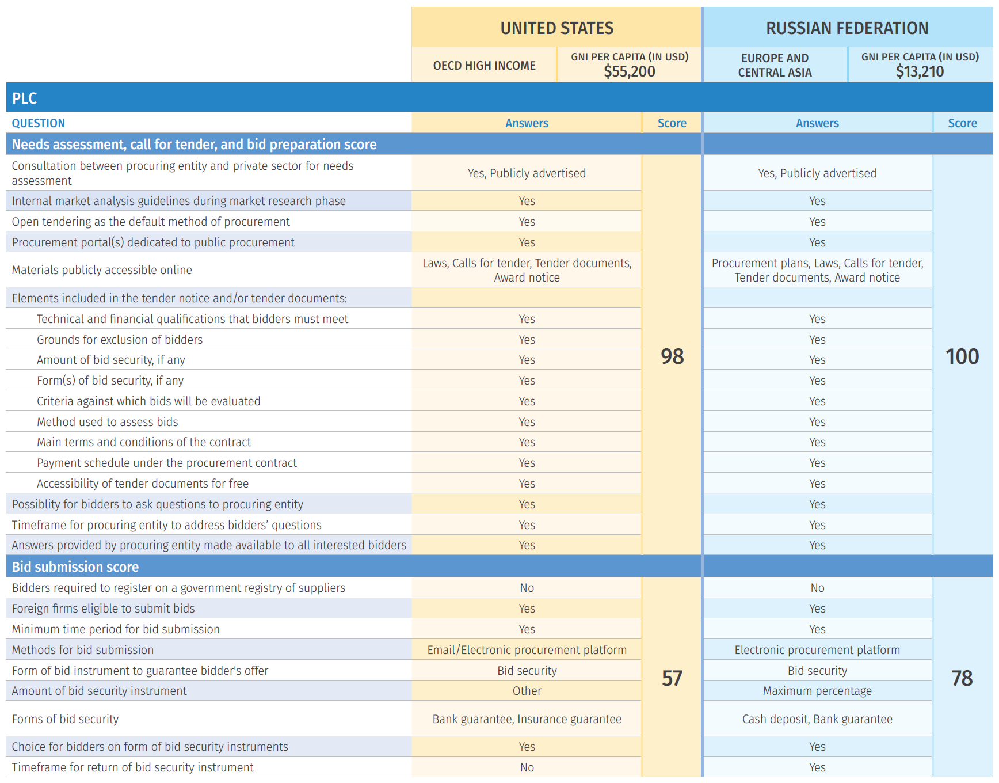 UNITED STATES
RUSSIAN FEDERATION
OECD HIGH INCOME
GNI PER CAPITA (IN USD)
$55,200
EUROPE AND
CENTRAL ASIA
GNI PER CAPITA (IN USD)
$13,210
PLC
QUESTION Answers Score Answers Score
Needs assessment, call for tender, and bid preparation score
Consultation between procuring entity and private sector for needs
assessment
Yes, Publicly advertised Yes, Publicly advertised
Internal market analysis guidelines during market research phase Yes Yes
Open tendering as the default method of procurement Yes Yes
Procurement portal(s) dedicated to public procurement Yes Yes
Materials publicly accessible online
Laws, Calls for tender, Tender documents,
Award notice
Procurement plans, Laws, Calls for tender,
Tender documents, Award notice
Elements included in the tender notice and/or tender documents:
Technical and financial qualifications that bidders must meet Yes Yes
Grounds for exclusion of bidders Yes Yes
Amount of bid security, if any Yes Yes
98 100
Form(s) of bid security, if any Yes Yes
Criteria against which bids will be evaluated Yes Yes
Method used to assess bids Yes Yes
Main terms and conditions of the contract Yes Yes
Payment schedule under the procurement contract Yes Yes
Accessibility of tender documents for free Yes Yes
Possiblity for bidders to ask questions to procuring entity Yes Yes
Timeframe for procuring entity to address bidders’ questions Yes Yes
Answers provided by procuring entity made available to all interested bidders Yes Yes
Bid submission score
Bidders required to register on a government registry of suppliers No No
Foreign firms eligible to submit bids Yes Yes
Minimum time period for bid submission Yes Yes
Methods for bid submission Email/Electronic procurement platform Electronic procurement platform
Form of bid instrument to guarantee bidder's offer Bid security Bid security
57 78
Amount of bid security instrument Other Maximum percentage
Forms of bid security Bank guarantee, Insurance guarantee Cash deposit, Bank guarantee
Choice for bidders on form of bid security instruments Yes Yes
Timeframe for return of bid security instrument No Yes